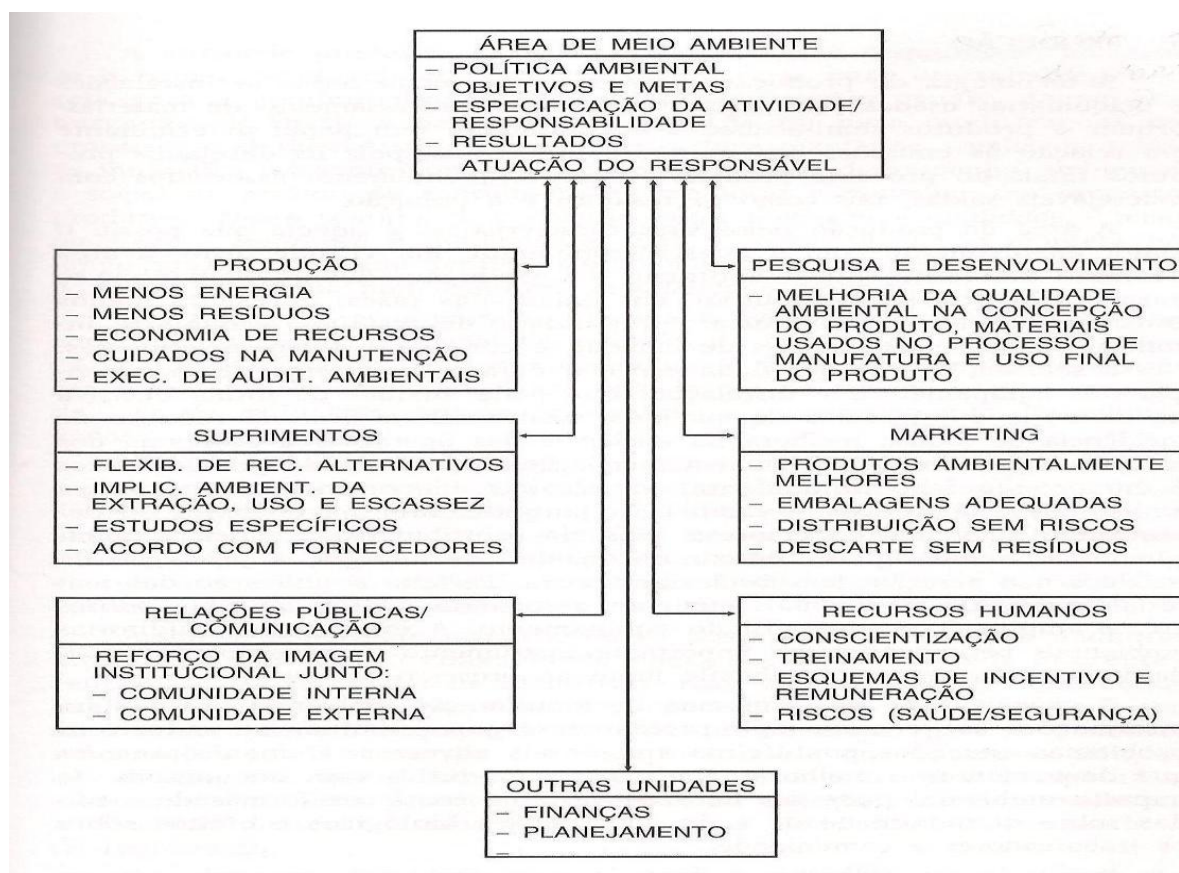 ÁREA DE MEIO AMBIENTE
– POLÍTICA AMBIENTAL
– OBJETIVOS E METAS
– ESPECIFICAÇÃO DA ATIVIDADE/
RESPONSABILIDADE
– RESULTADOS
ATUAÇÃO DO RESPONSÁVEL
PRODUÇÃO
– MENOS ENERGIA
– MENOS RESÍDUOS
– ECONOMIA DE RECURSOS
– CUIDADOS NA MANUTENÇÃO
– EXEC. DE AUDIT. AMBIENTAIS
PESQUISA E DESENVOLVIMENTO
– MELHORIA DA QUALIDADE
AMBIENTAL NA CONCEPÇÃO
DO PRODUTO, MATERIAIS
USADOS NO PROCESSO DE
MANUFATURA E USO FINAL
DO PRODUTO
SUPRIMENTOS
– FLEXIB. DE REC. ALTERNATIVOS
– IMPLIC. AMBIENT. DA
EXTRAÇÃO, USO E ESCASSEZ
– ESTUDOS ESPECÍFICOS
– ACORDO COM FORNECEDORES
MARKETING
– PRODUTOS AMBIENTALMENTE
MELHORES
– EMBALAGENS ADEQUADAS
– DISTRIBUIÇÃO SEM RISCOS
– DESCARTE SEM RESÍDUOS
RELAÇÕES PÚBLICAS/
COMUNICAÇÃO
– REFORÇO DA IMAGEM
INSTITUCIONAL JUNTO:
– COMUNIDADE INTERNA
– COMUNIDADE EXTERNA
RECURSOS HUMANOS
– CONSCIENTIZAÇÃO
– TREINAMENTO
– ESQUEMAS DE INCENTIVO E
REMUNERAÇÃO
– RISCOS (SAÚDE/SEGURANÇA)
OUTRAS UNIDADES
– FINANÇAS
– PLANEJAMENTO
–